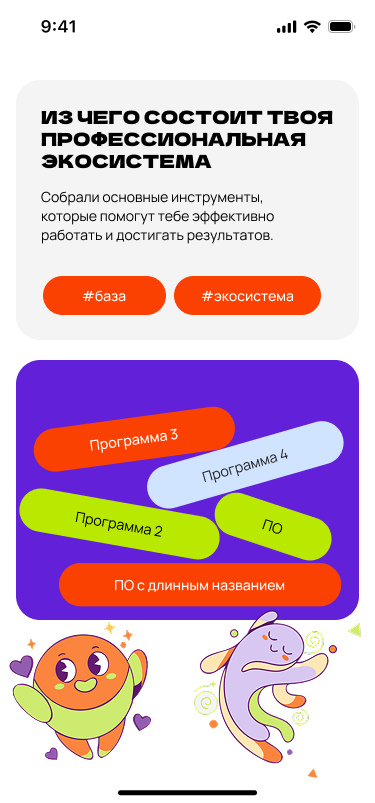 9:41
ИЗ ЧЕГО СОСТОИТ ТВОЯ
ПРОФЕССИОНАЛЬНАЯ
ЭКОСИСТЕМА
Собрали основные инструменты,
которые помогут тебе эффективно
работать и достигать результатов.
#база
#экосистема
Программа 3
Программа 4
Программа 2
ПО
ПО с длинным названием